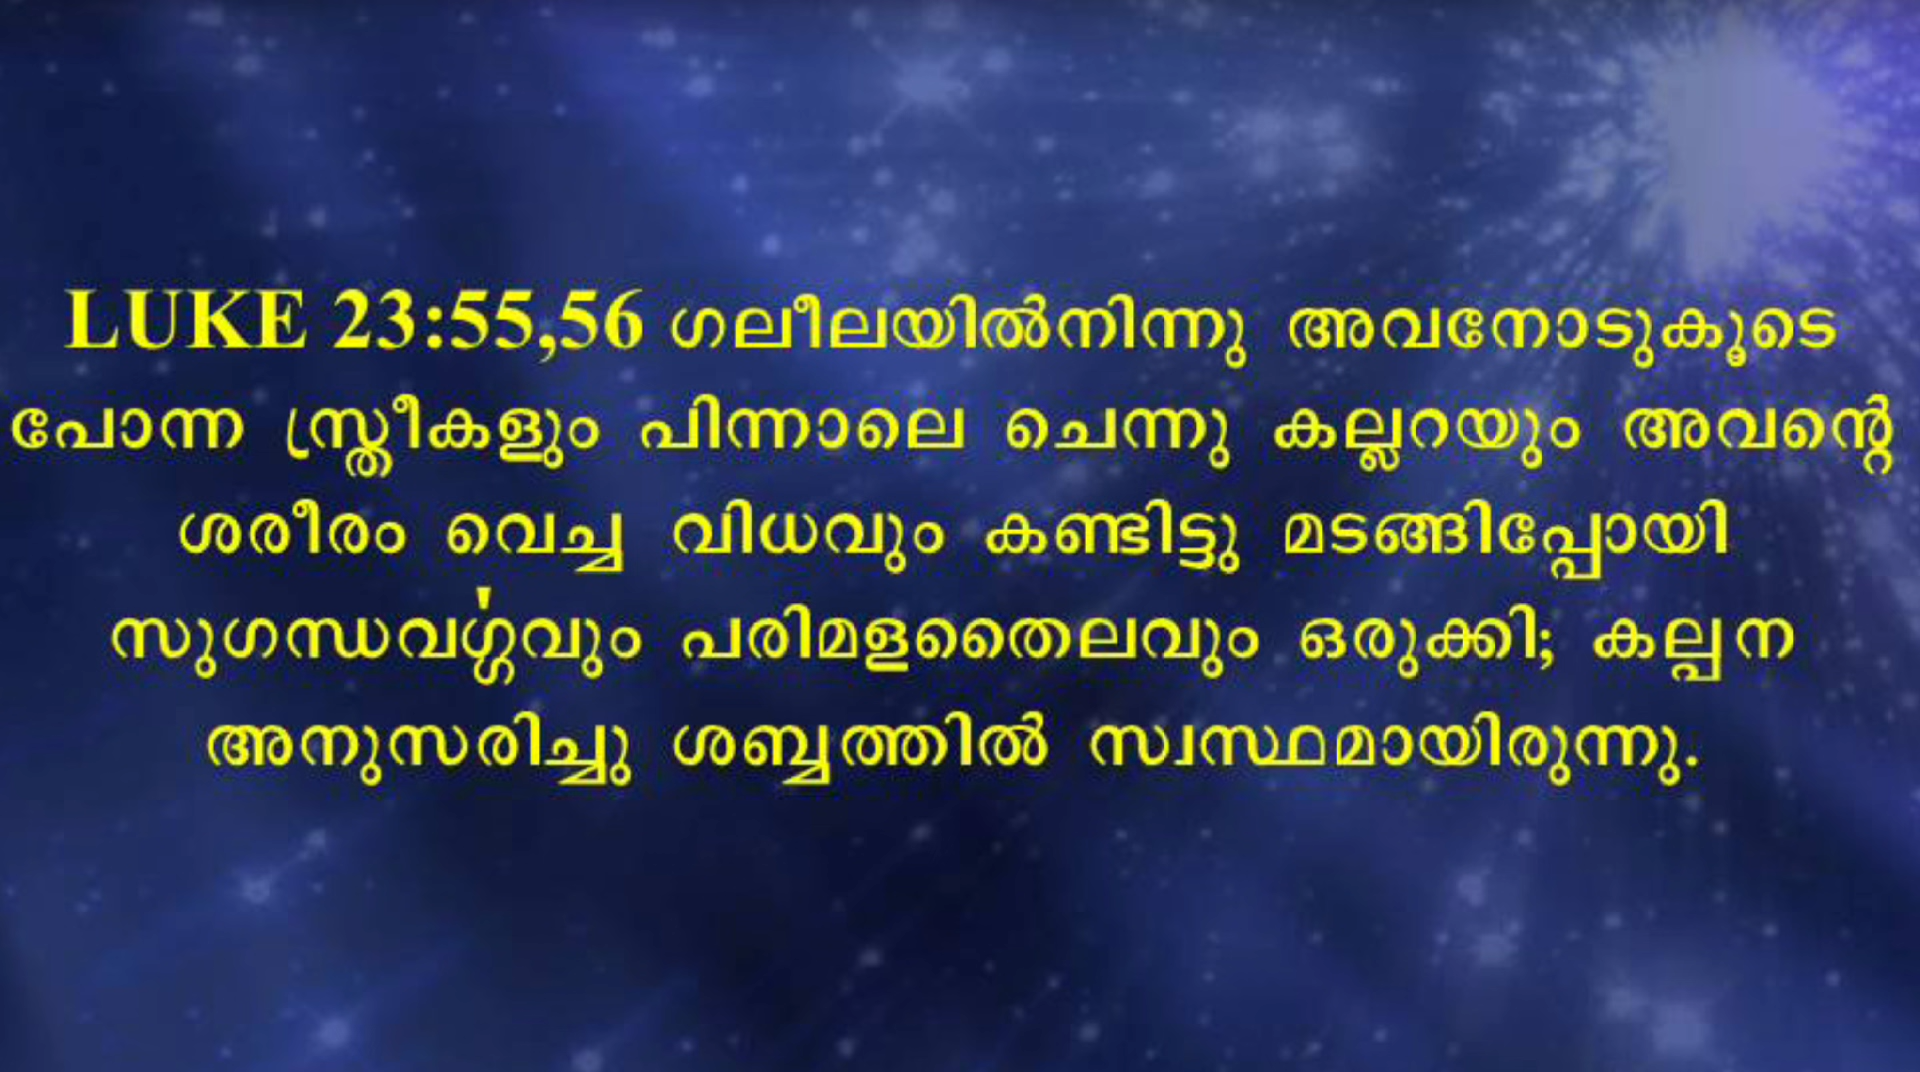 LUKE 23:55,56 ഗലീലയിൽനിന്നു അവനോടുകൂടെ
പോന്ന സ്ത്രീകളും പിന്നാലെ ചെന്നു കല്ലറയും അവന്റെ
ശരീരം വെച്ച വിധവും കണ്ടിട്ടു മടങ്ങിപ്പോയി
സുഗന്ധവൎഗ്ഗവും പരിമളതൈലവും ഒരുക്കി; കല്പന
അനുസരിച്ചു ശബ്ബത്തിൽ സ്വസ്ഥമായിരുന്നു.